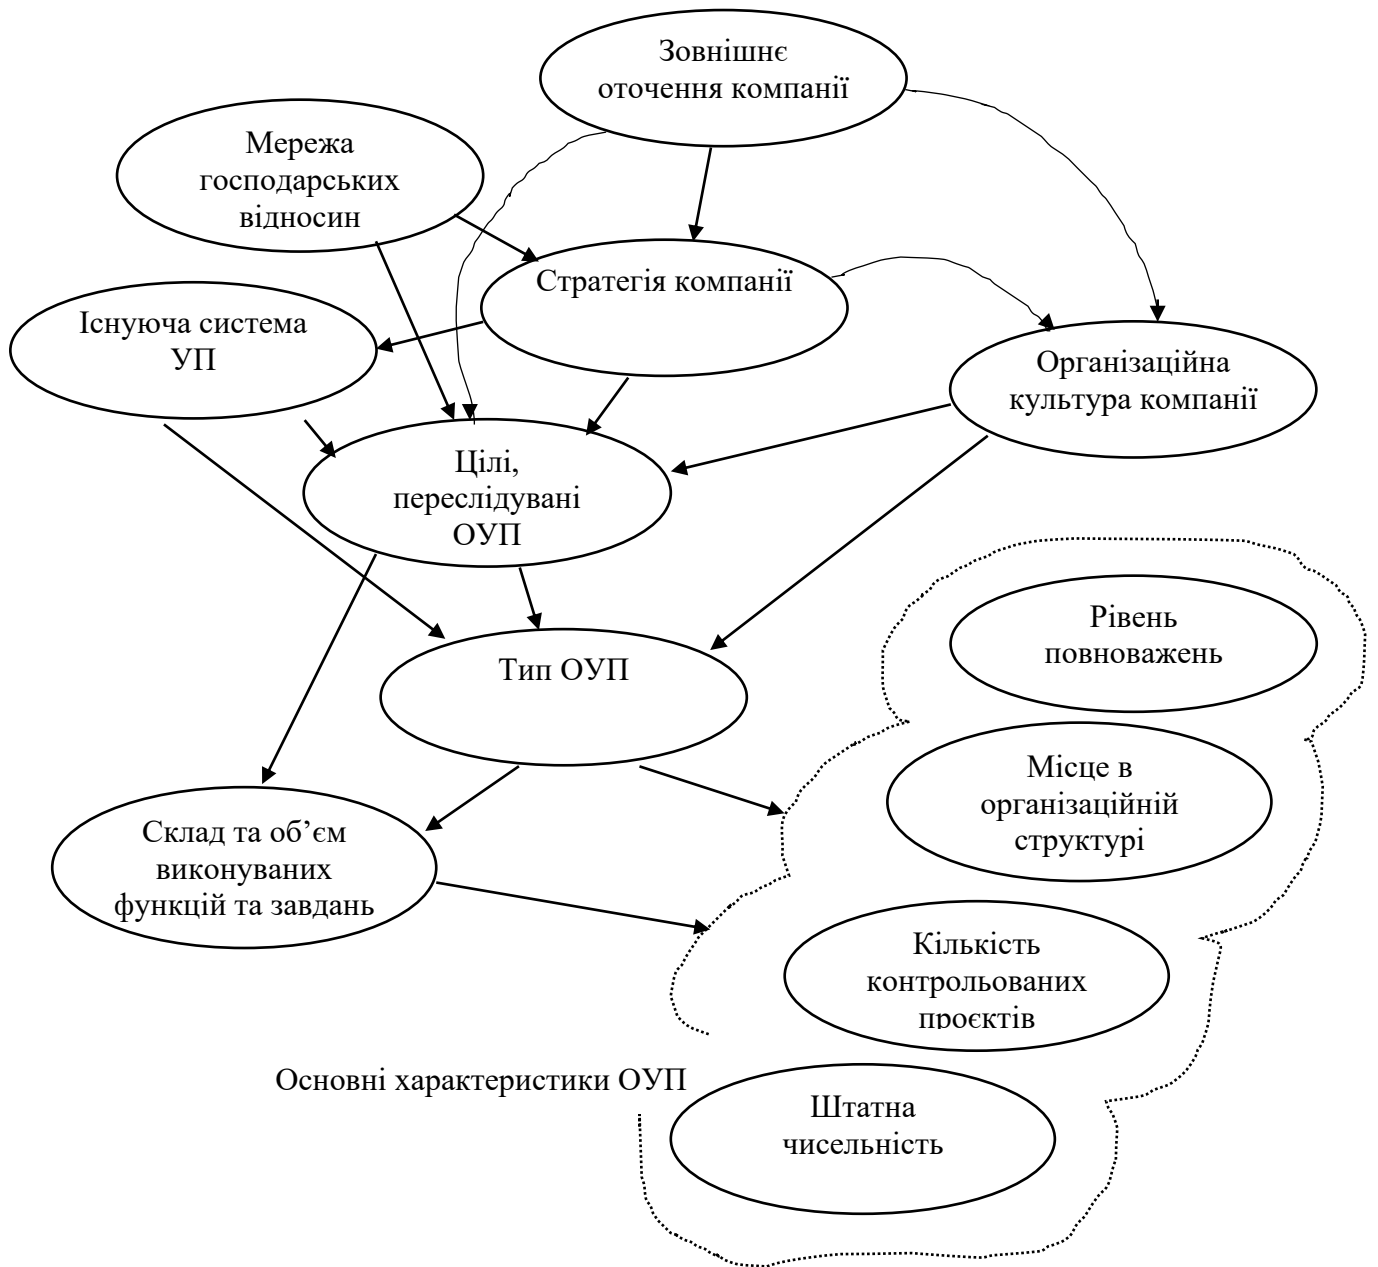 Зовнішнє
оточення компанії
Мережа
господарських
відносин
Стратегія компанії
Існуюча система
УП
Організаційна
культура компанії
Цілі,
переслідувані
ОУП
Рівень
повноважень
Тип ОУП
Місце в
організаційній
структурі
Склад та об’єм
виконуваних
функцій та завдань
Кількість
контрольованих
проєктів
Основні характеристики ОУП
Штатна
чисельність